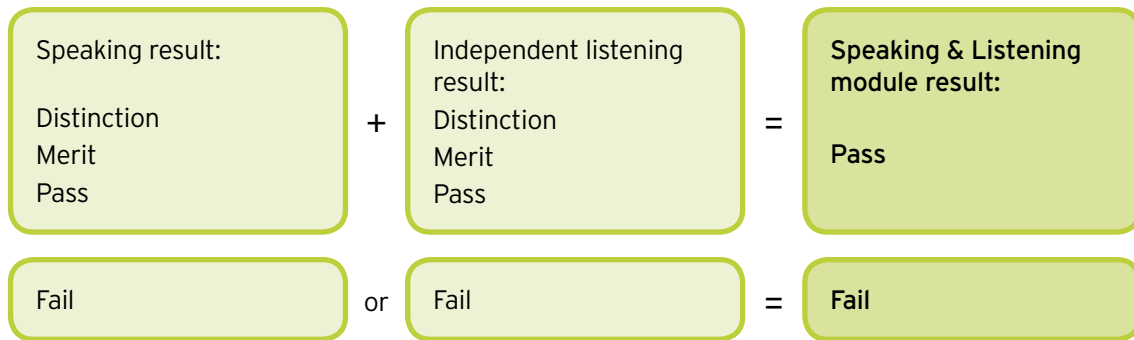 Speaking result:
Distinction
Merit
Pass
+
Independent listening
result:
Distinction
Merit
Pass
=
Speaking & Listening
module result:
Pass
Fail
or
Fail
=
Fail